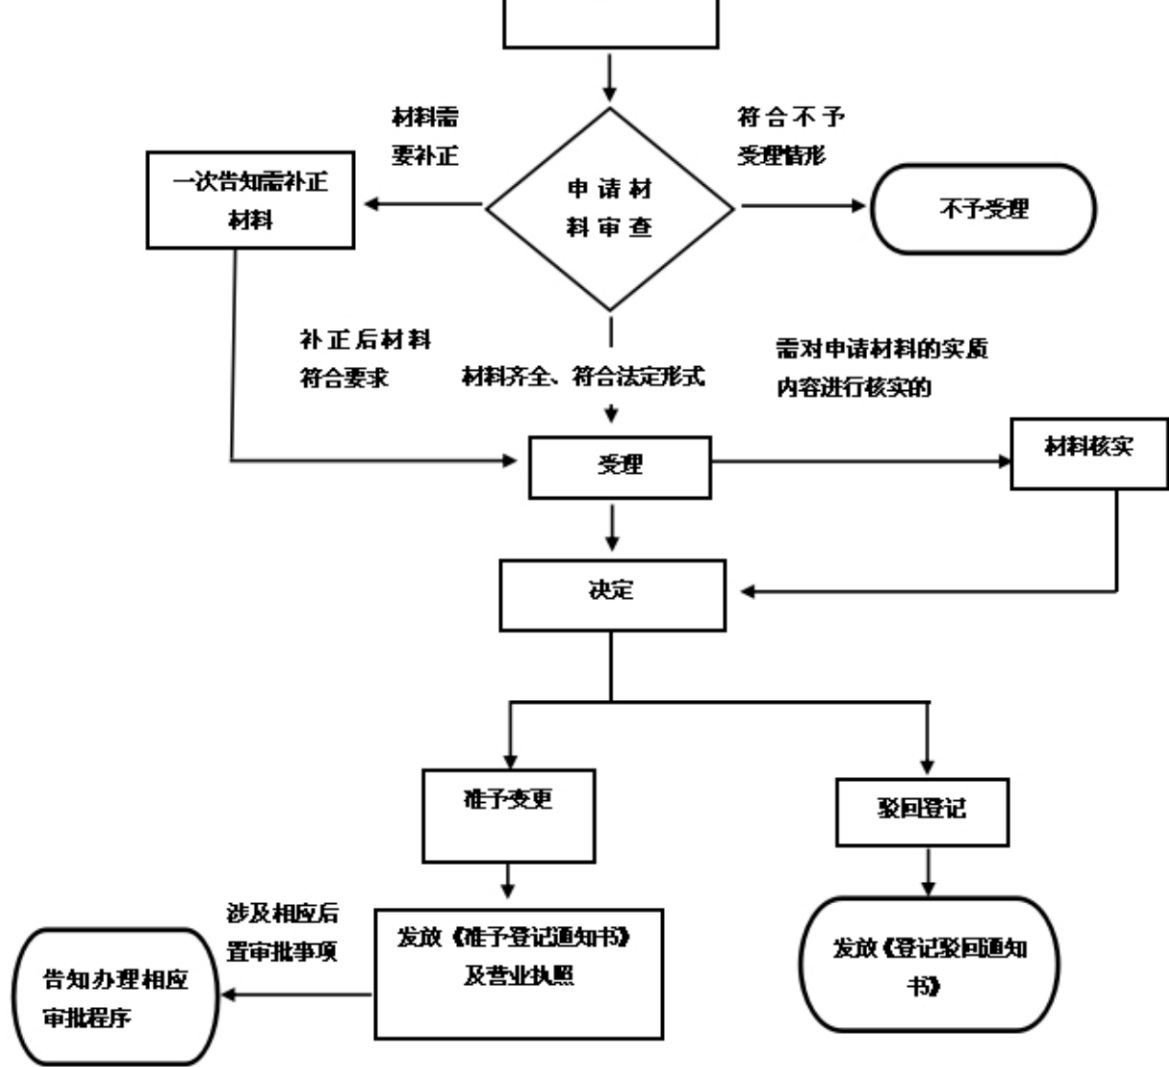 材料需
要补正
符合不予
受理情形
一次告知需补正
材料
申请材
料审查
不予受理
补正后材料
符合要求
材料齐全、符合法定形式
需对申请材料的实质
内容进行核实的
受理
材料核实
决定
准予变更
驳回登记
涉及相应后
置审批事项
告知办理相应
审批程序
发放《准予登记通知书》
及营业执照
发放《登记驳回通知
书》